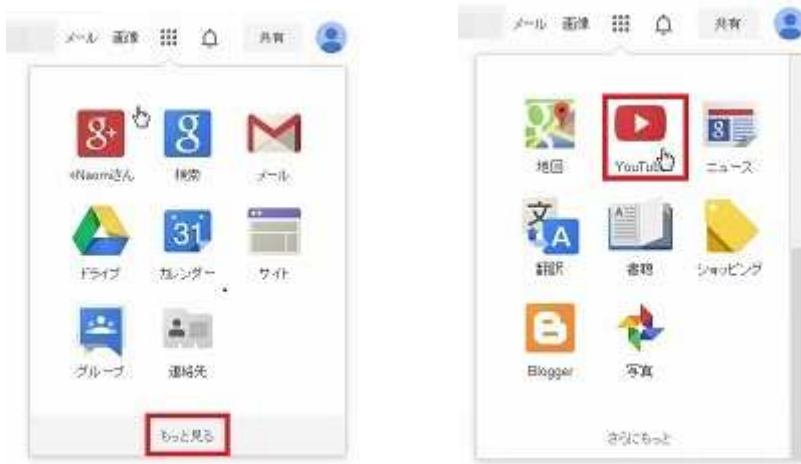 メール 画像 共有
+Naomiさん 検索 メール
31
ドライブ カレンダー サイト
グループ 連絡先
もっと見る
メール 画像 共有
地図 YouTube ニュース
翻訳 書籍 ショッピング
Blogger 写真
さらにもっと